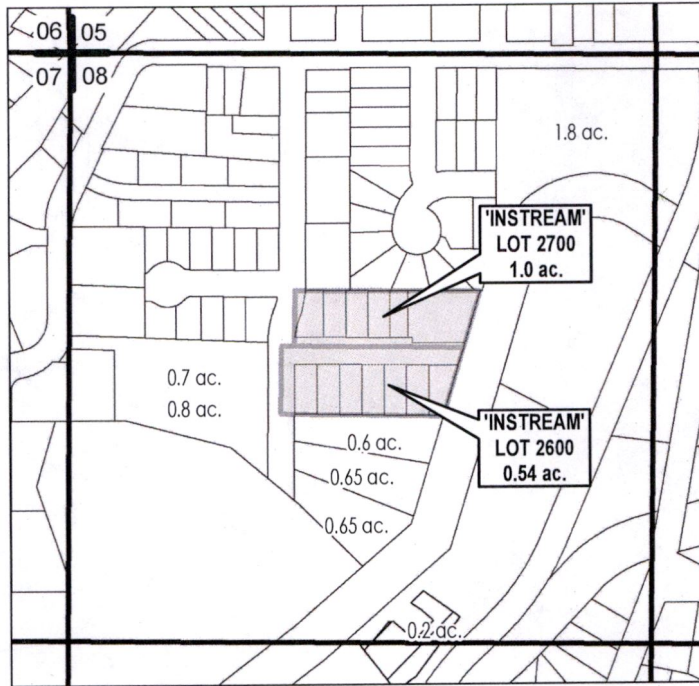 06 05
07 08
1.8 ac.
'INSTREAM'
LOT 2700
1.0 ac.
0.7 ac.
0.8 ac.
'INSTREAM'
LOT 2600
0.54 ac.
0.6 ac.
0.65 ac.
0.65 ac.
0.2 ac.